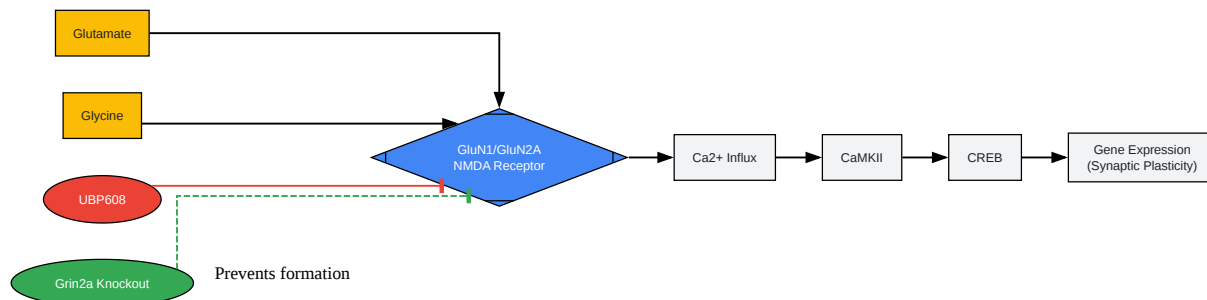 Glutamate
Glycine
GluN1/GluN2A
NMDA Receptor
Ca2+ Influx
CaMKII
CREB
Gene Expression
(Synaptic Plasticity)
UBP608
Grin2a Knockout
Prevents formation